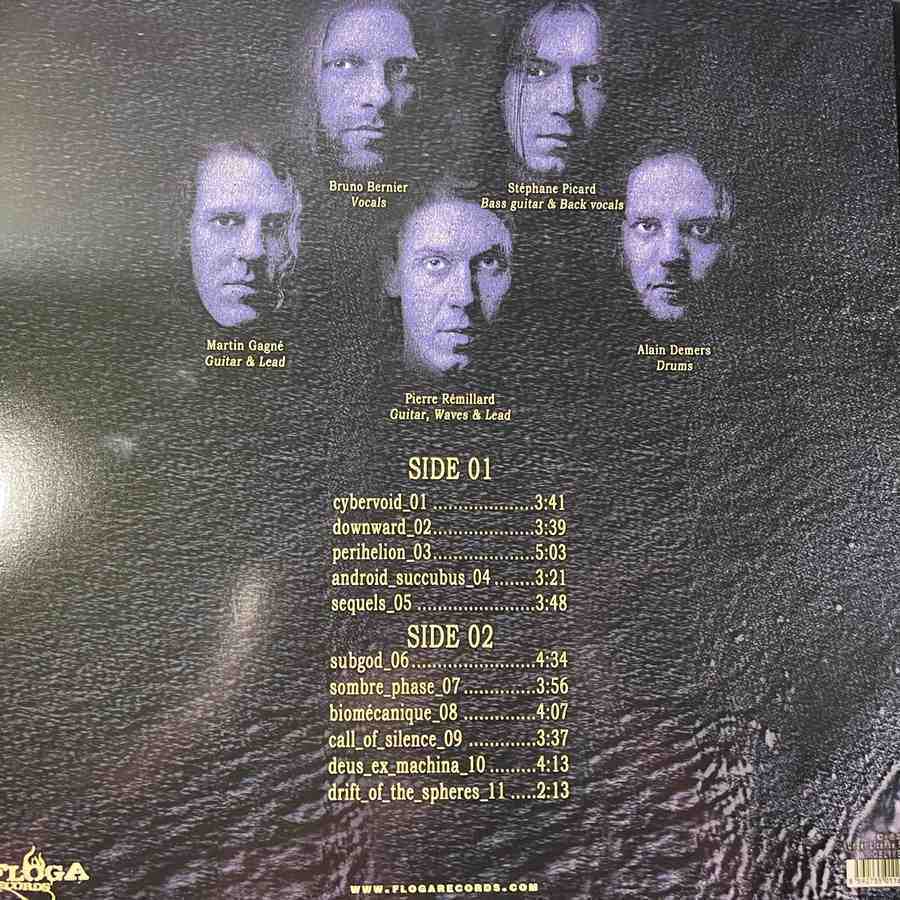 Bruno Bernier
Vocals
Stéphane Picard
Bass guitar & Back vocals
Martin Gagné
Guitar & Lead
Alain Demers
Drums
Pierre Rémillard
Guitar, Waves & Lead
SIDE 01
cybervoid_01 ....................3:41
downward_02....................3:39
perihelion_03....................5:03
android_succubus_04 ........3:21
sequels_05 .......................3:48
SIDE 02
subgod_06........................4:34
sombre_phase_07..............3:56
biomécanique_08 ..............4:07
call_of_silence_09 .............3:37
deus_ex_machina_10 .........4:13
drift_of_the_spheres_11 .....2:13
FLOGA
RECORDS
WWW.FLOGARECORDS.COM